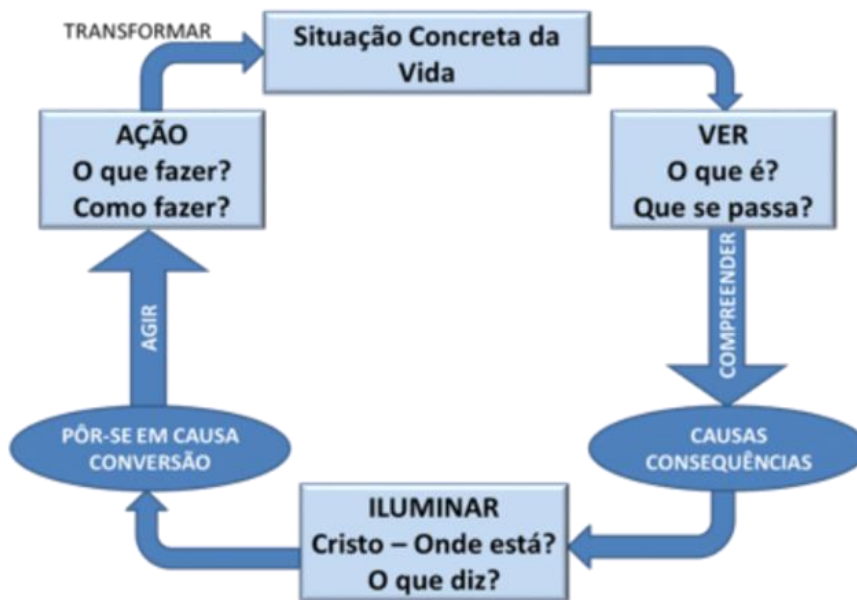 TRANSFORMAR
Situação Concreta da
Vida
VER
O que é?
Que se passa?
COMPREENDER
CAUSAS
CONSEQUÊNCIAS
ILUMINAR
Cristo – Onde está?
O que diz?
PÔR-SE EM CAUSA
CONVERSÃO
AGIR
AÇÃO
O que fazer?
Como fazer?